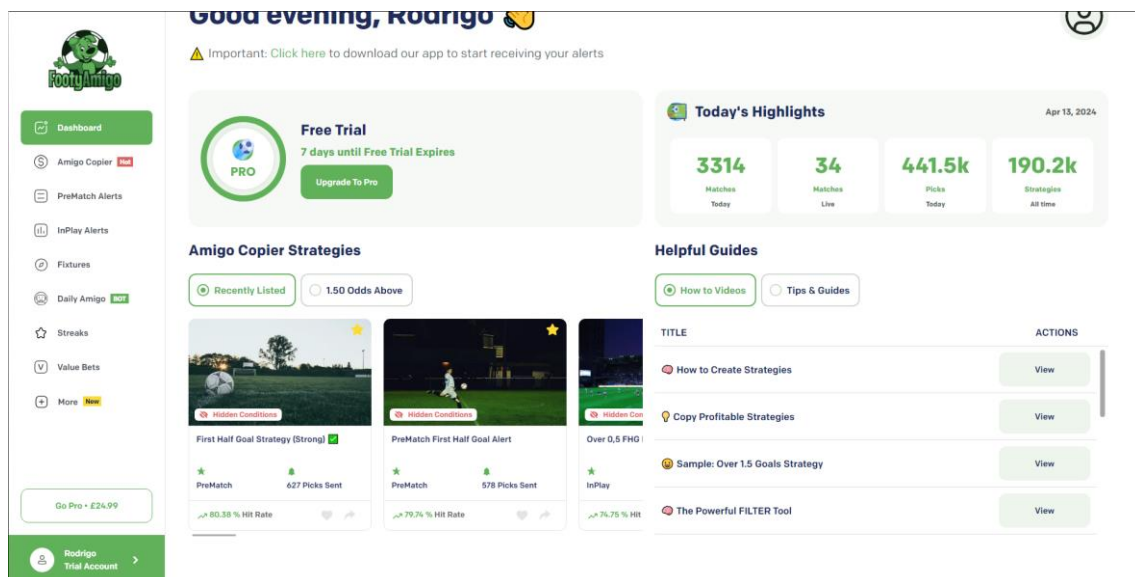 Good evening, Rodrigo 👋
⚠️ Important: Click here to download our app to start receiving your alerts
FootyAmigo
Dashboard
Amigo Copier Hot
PreMatch Alerts
InPlay Alerts
Fixtures
Daily Amigo BOT
Streaks
Value Bets
More New
Go Pro • £24.99
Rodrigo
Trial Account
PRO
Free Trial
7 days until Free Trial Expires
Upgrade To Pro
Today's Highlights
Apr 13, 2024
3314
Matches
Today
34
Matches
Live
441.5k
Picks
Today
190.2k
Strategies
All time
Amigo Copier Strategies
Recently Listed
1.50 Odds Above
Hidden Conditions
First Half Goal Strategy (Strong) ✅
PreMatch
627 Picks Sent
80.38 % Hit Rate
Hidden Conditions
PreMatch First Half Goal Alert
PreMatch
578 Picks Sent
79.74 % Hit Rate
Hidden Con
Over 0,5 FHG
InPlay
74.75 % Hit
Helpful Guides
How to Videos
Tips & Guides
TITLE
ACTIONS
🧠 How to Create Strategies
View
💡 Copy Profitable Strategies
View
😀 Sample: Over 1.5 Goals Strategy
View
🧠 The Powerful FILTER Tool
View